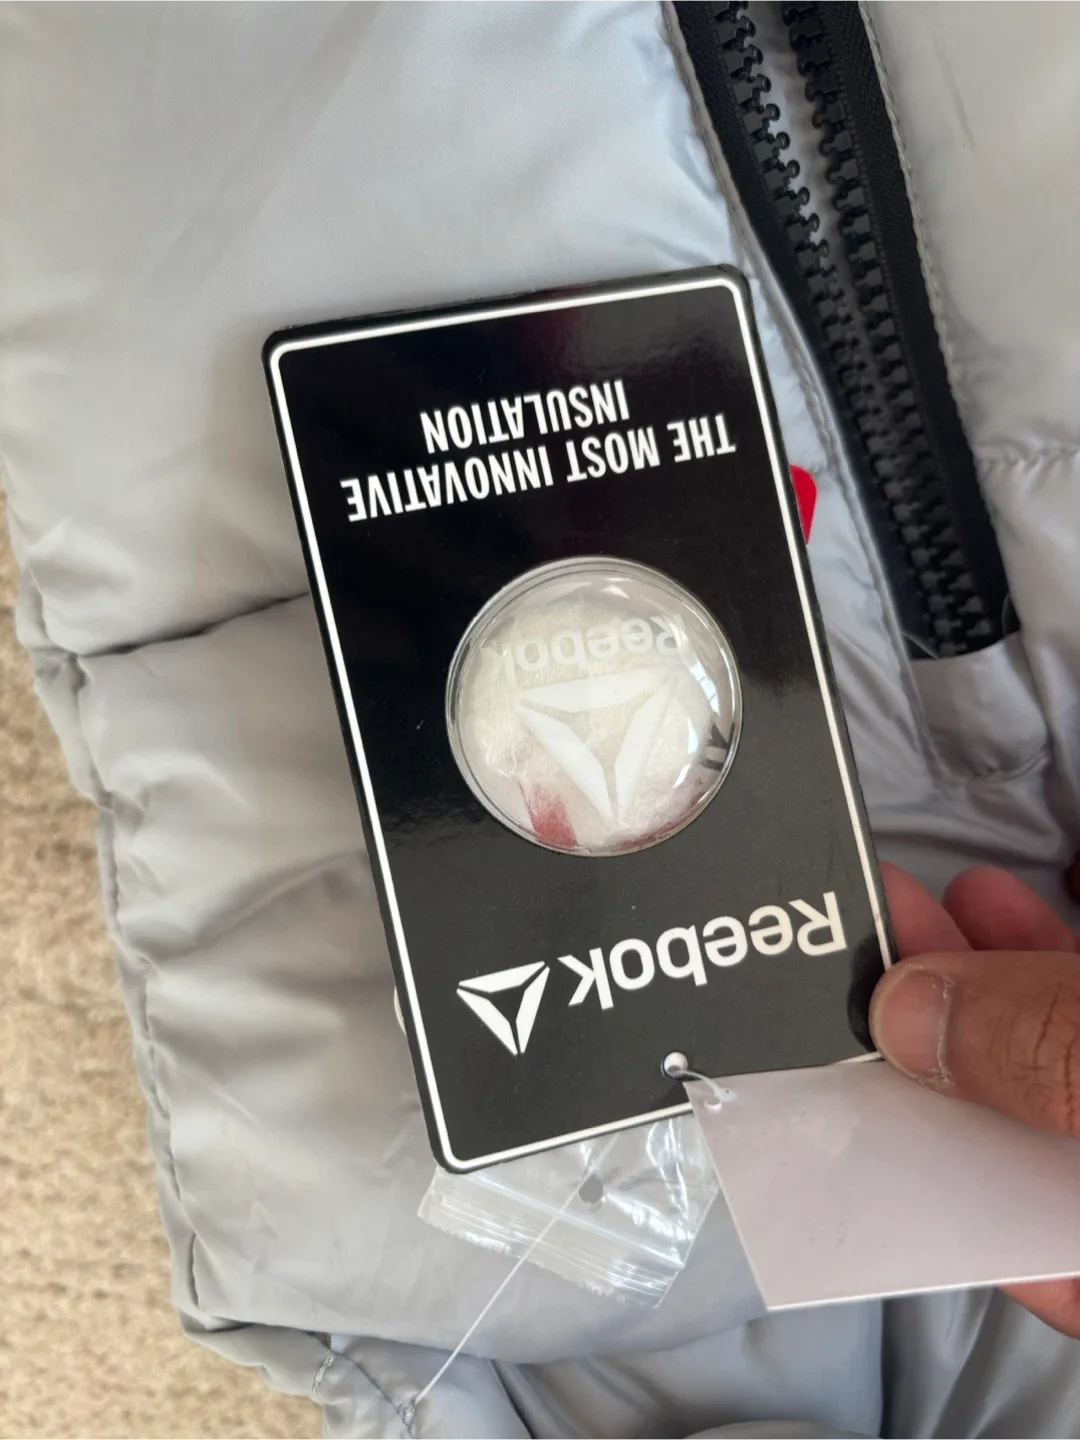 Reebok
Reebok
THE MOST INNOVATIVE
INSULATION